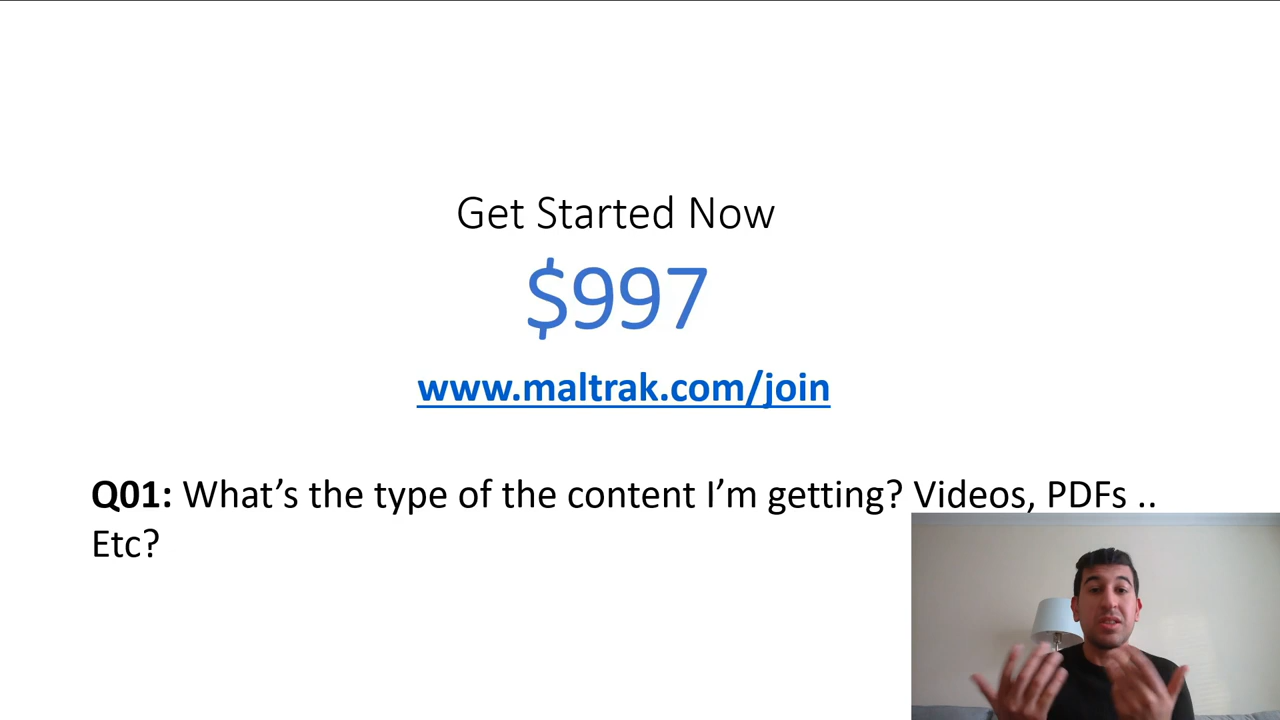 Get Started Now
$997
www.maltrak.com/join
Q01: What’s the type of the content I’m getting? Videos, PDFs ..
Etc?